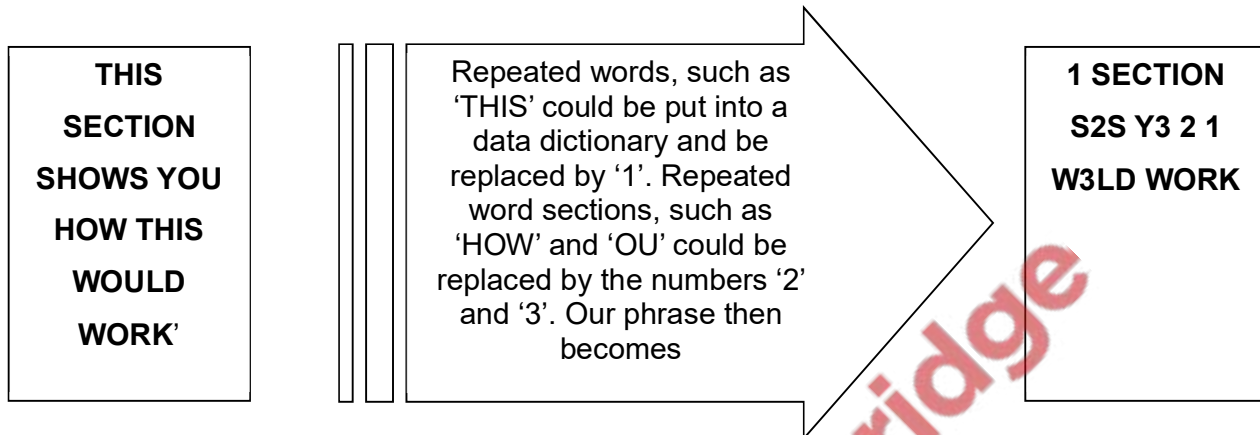 THIS
SECTION
SHOWS YOU
HOW THIS
WOULD
WORK’
Repeated words, such as
‘THIS’ could be put into a
data dictionary and be
replaced by ‘1’. Repeated
word sections, such as
‘HOW’ and ‘OU’ could be
replaced by the numbers ‘2’
and ‘3’. Our phrase then
becomes
1 SECTION
S2S Y3 2 1
W3LD WORK
ridge